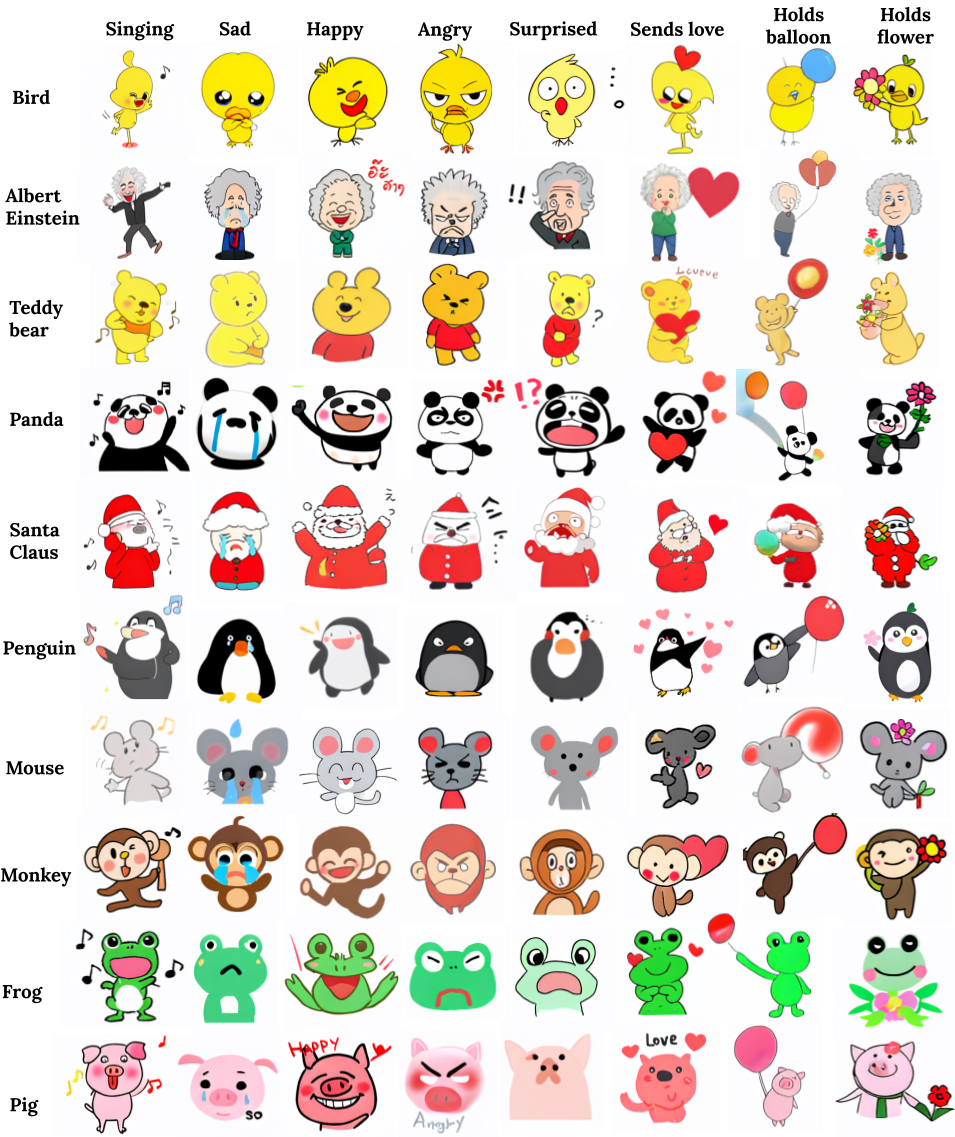 Singing Sad Happy Angry Surprised Sends love Holds balloon Holds flower
Bird
Albert Einstein
!!
Teddy bear
Loveve
?
Panda
!?
Santa Claus
Penguin
Mouse
Monkey
Frog
Pig
Happy
Love
so
Angry